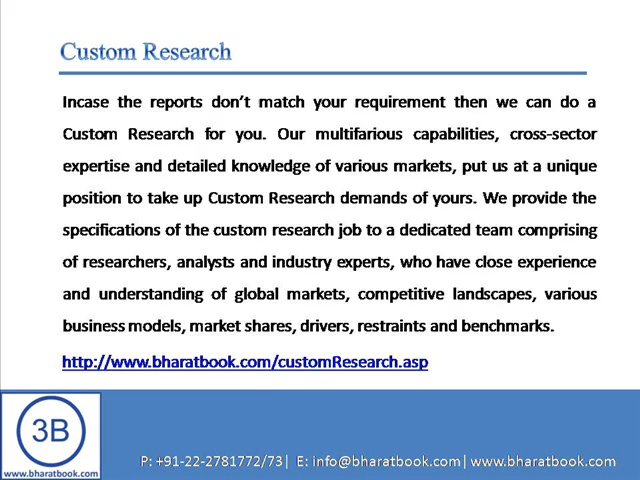 Custom Research
Incase the reports don't match your requirement then we can do a
Custom Research for you. Our multifarious capabilities, cross-sector
expertise and detailed knowledge of various markets, put us at a unique
position to take up Custom Research demands of yours. We provide the
specifications of the custom research job to a dedicated team comprising
of researchers, analysts and industry experts, who have close experience
and understanding of global markets, competitive landscapes, various
business models, market shares, drivers, restraints and benchmarks.
http://www.bharatbook.com/customResearch.asp
3B
www.bharatbook.com
P: +91-22-2781772/73| E: info@bharatbook.com| www.bharatbook.com